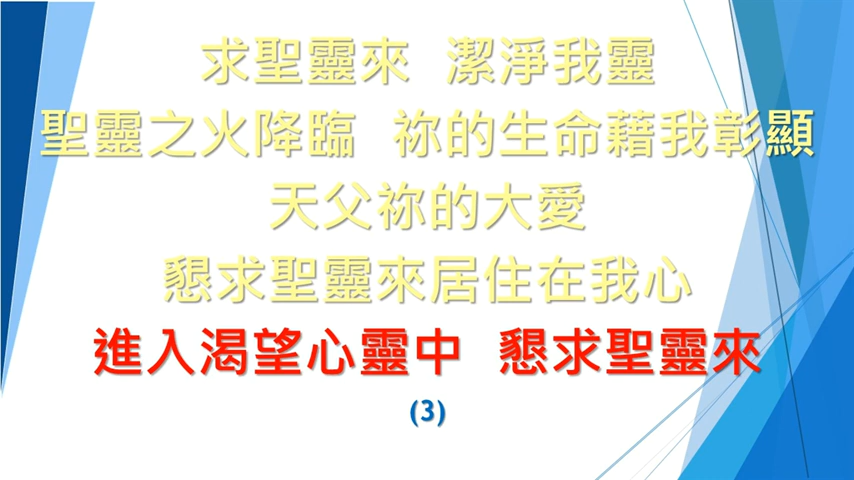 求聖靈來 潔淨我靈
聖靈之火降臨 祢的生命藉我彰顯
天父祢的大愛
懇求聖靈來居住在我心
進入渴望心靈中 懇求聖靈來
(3)